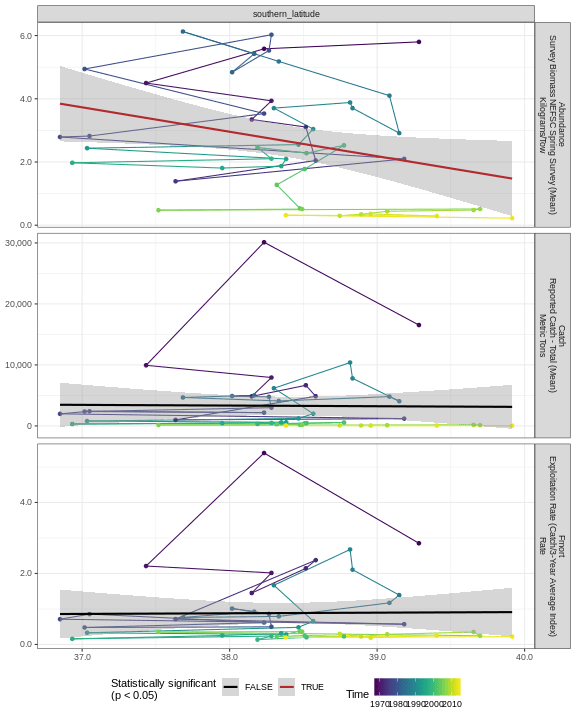 southern_latitude
6.0
4.0
2.0
0.0
Abundance
Survey Biomass NEFSC Spring Survey (Mean)
Kilograms/Tow
30,000
20,000
10,000
0
Catch
Reported Catch - Total (Mean)
Metric Tons
4.0
2.0
0.0
Fmort
Exploitation Rate (Catch/3-Year Average Index)
Rate
37.0 38.0 39.0 40.0
Statistically significant
(p < 0.05)
FALSE TRUE
Time
1970 1980 1990 2000 2010